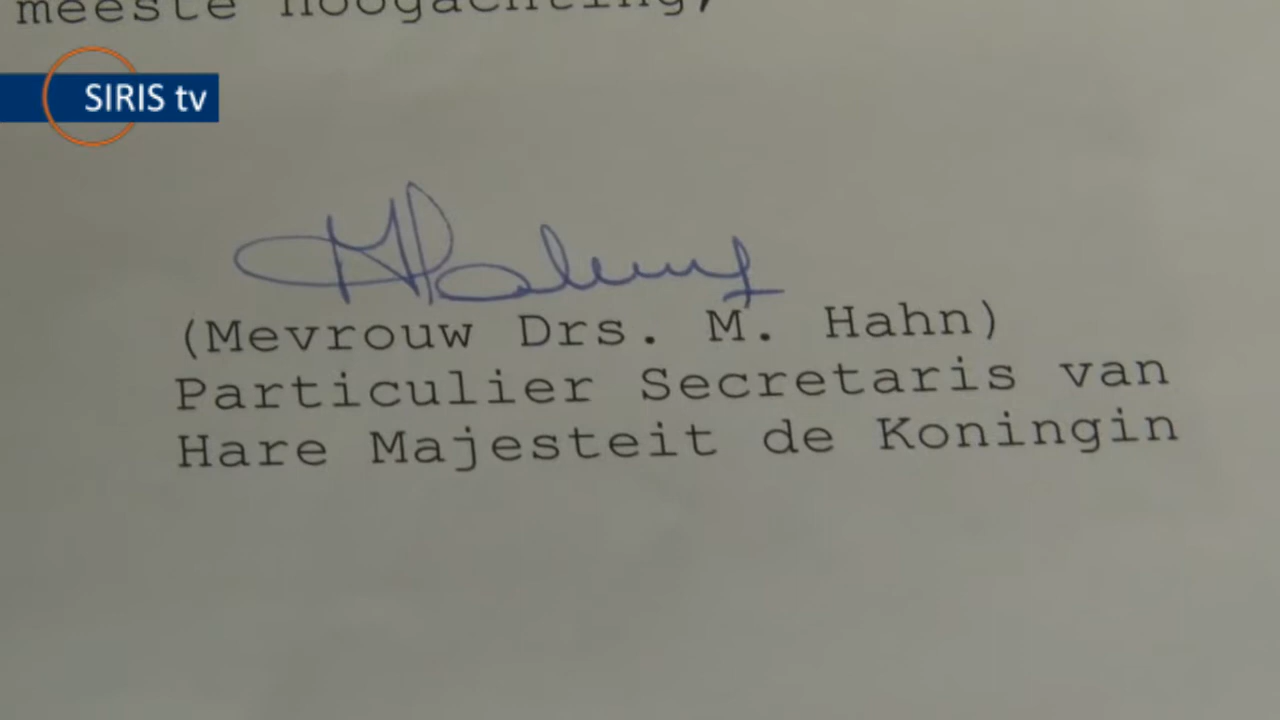 meeste hoogachting,
SIRIS tv
(Mevrouw Drs. M. Hahn)
Particulier Secretaris van
Hare Majesteit de Koningin